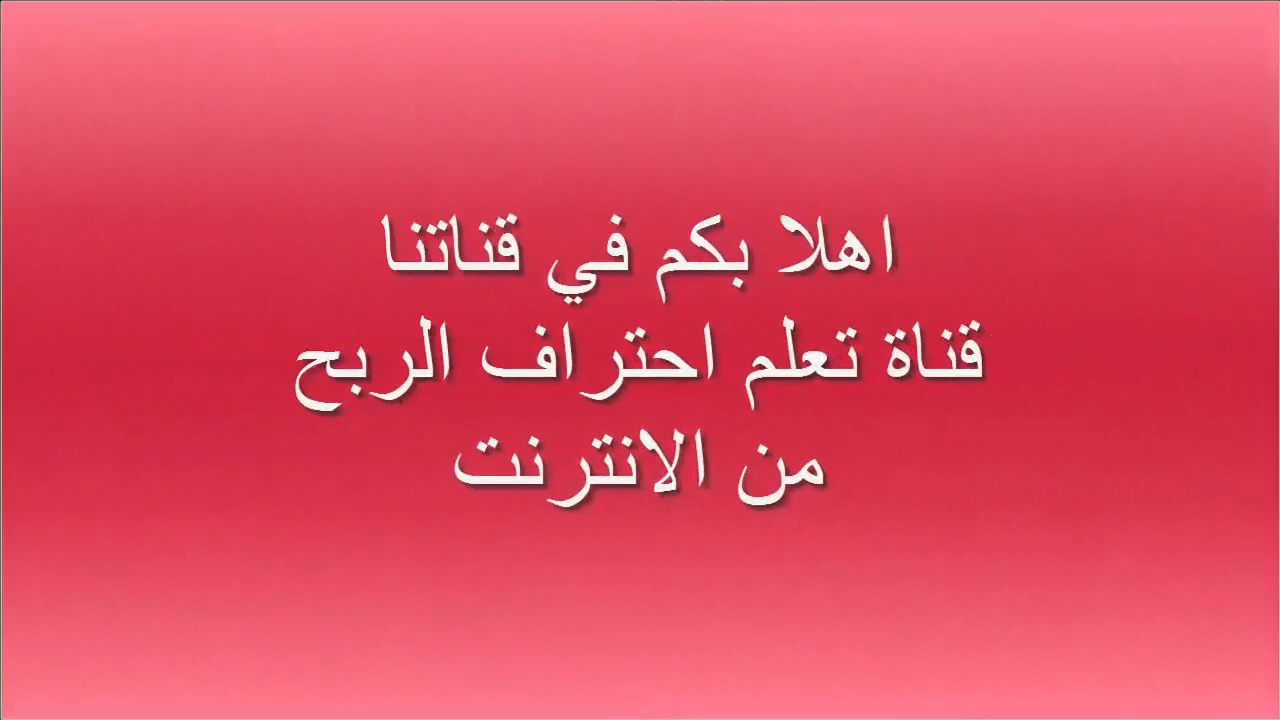 اهلا بكم في قناتنا
قناة تعلم احتراف الربح
من الانترنت